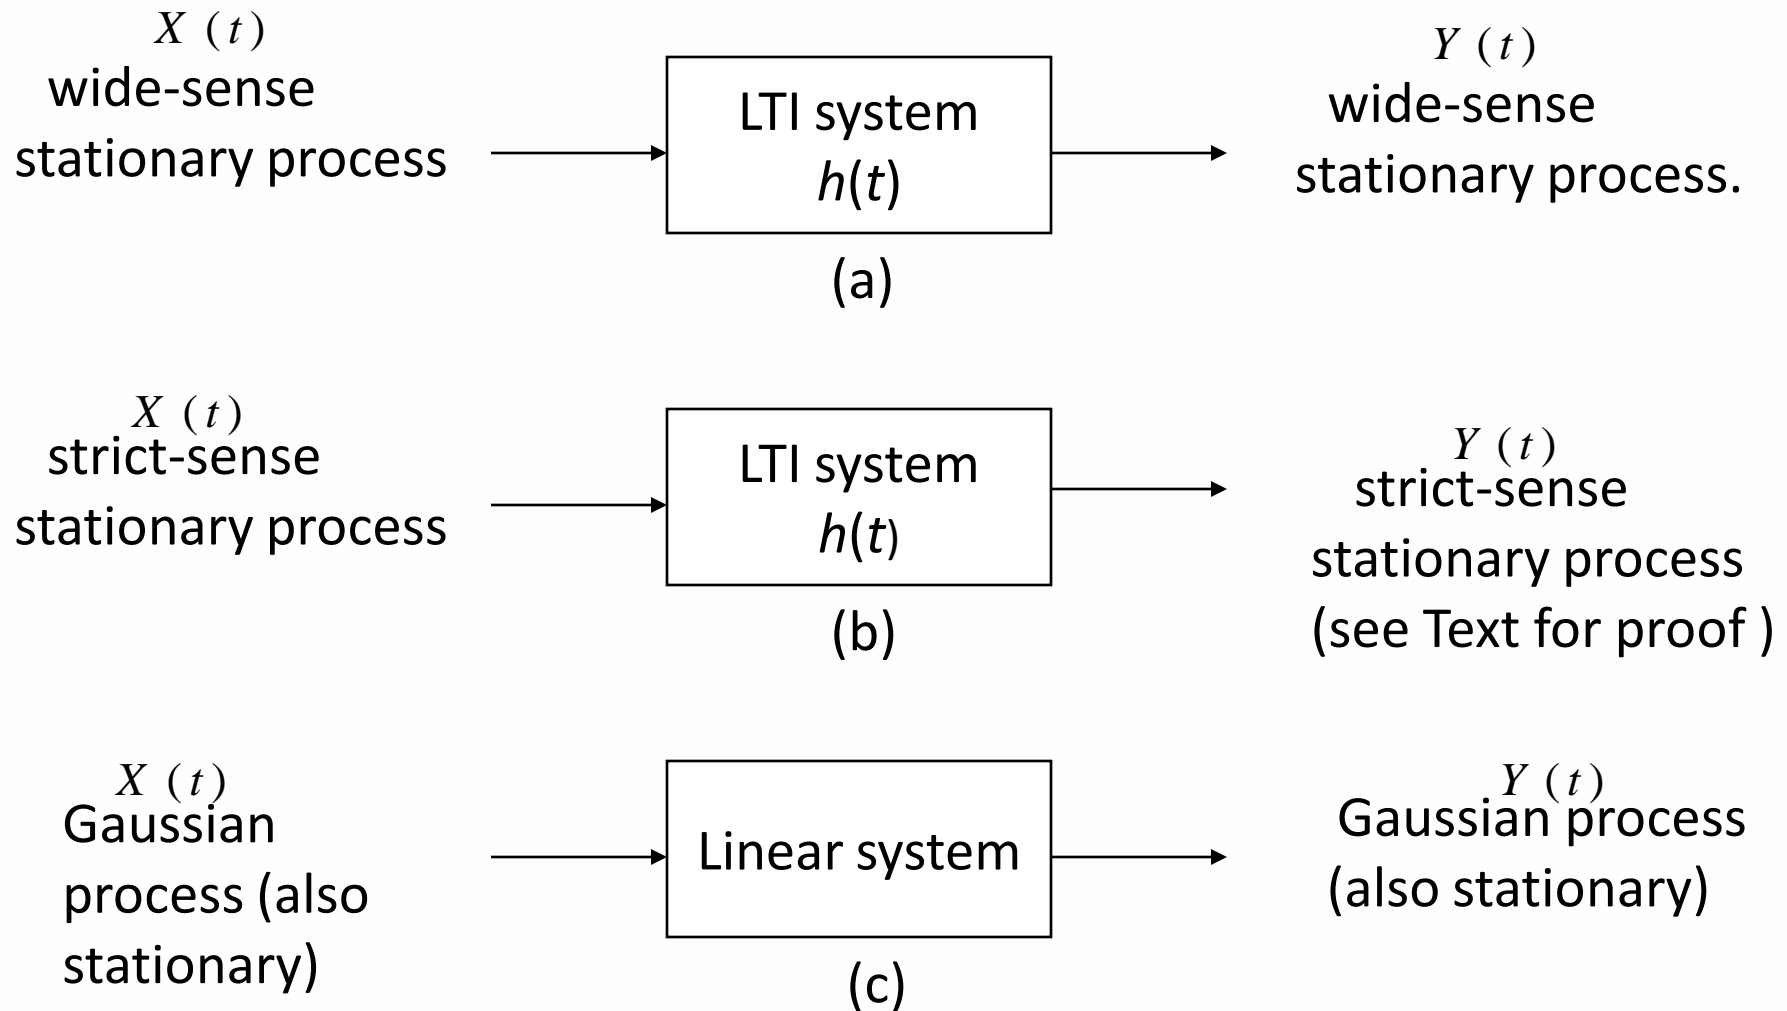 X (t)
wide-sense
stationary process
LTI system
h(t)
Y (t)
wide-sense
stationary process.
(a)
X (t)
strict-sense
stationary process
LTI system
h(t)
Y (t)
strict-sense
stationary process
(see Text for proof )
(b)
X (t)
Gaussian
process (also
stationary)
Linear system
Y (t)
Gaussian process
(also stationary)
(c)